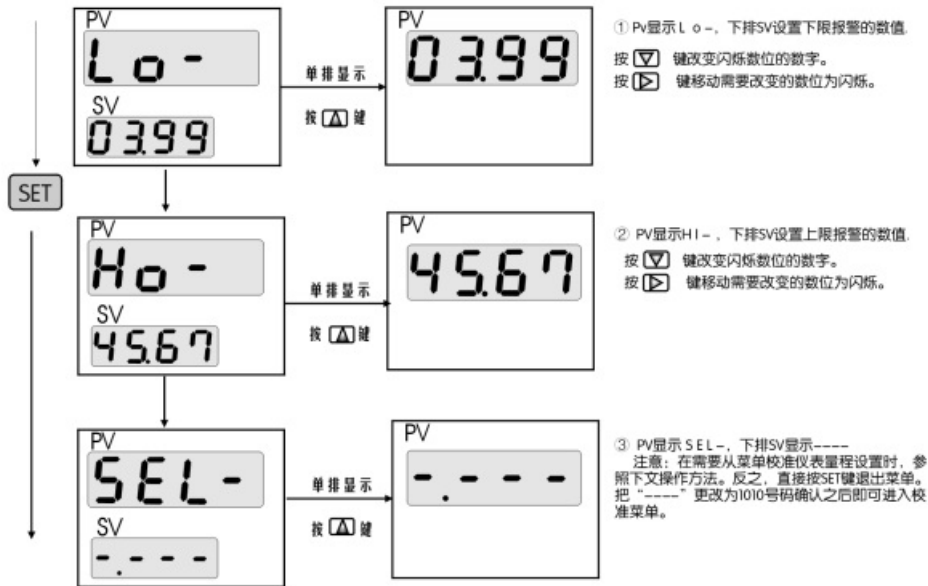 PV
Lo-
SV
03.99
单排显示
按 键
03.99
① Pv显示L o -, 下排SV设置下限报警的数值.
按 键改变闪烁数位的数字。
按 键移动需要改变的数位为闪烁。
SET
PV
Ho-
SV
45.67
单排显示
按 键
45.67
② PV显示HI-, 下排SV设置上限报警的数值.
按 键改变闪烁数位的数字。
按 键移动需要改变的数位为闪烁。
PV
SEL-
SV
-.---
单排显示
按 键
PV
-.---
③ PV显示 S E L -, 下排SV显示----
注意:在需要从菜单校准仪表量程设置时,参
照下文操作方法。反之,直接按SET键退出菜单。
把“----”更改为1010号码确认之后即可进入校
准菜单。